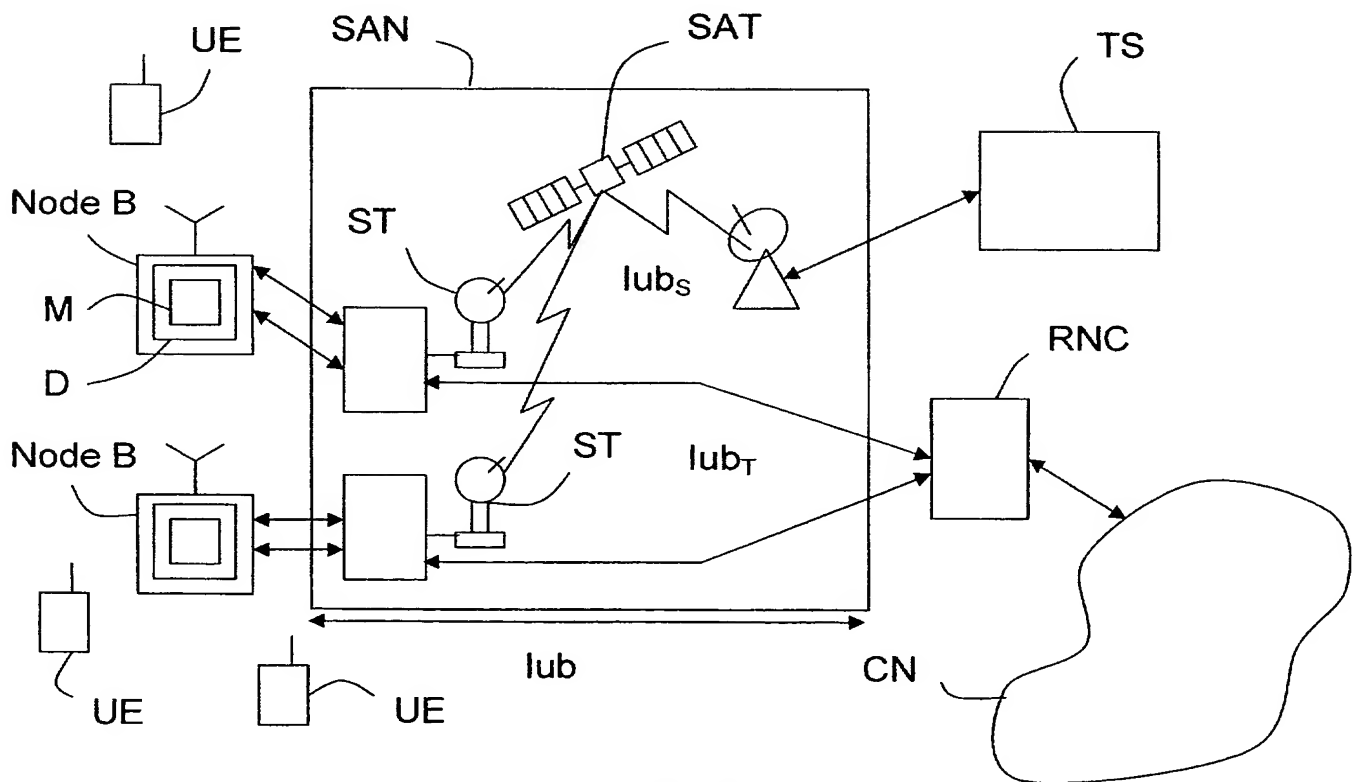 UE
SAN
SAT
TS
Node B
ST
M
Iub_S
D
RNC
Node B
ST
Iub_T
UE
UE
Iub
CN